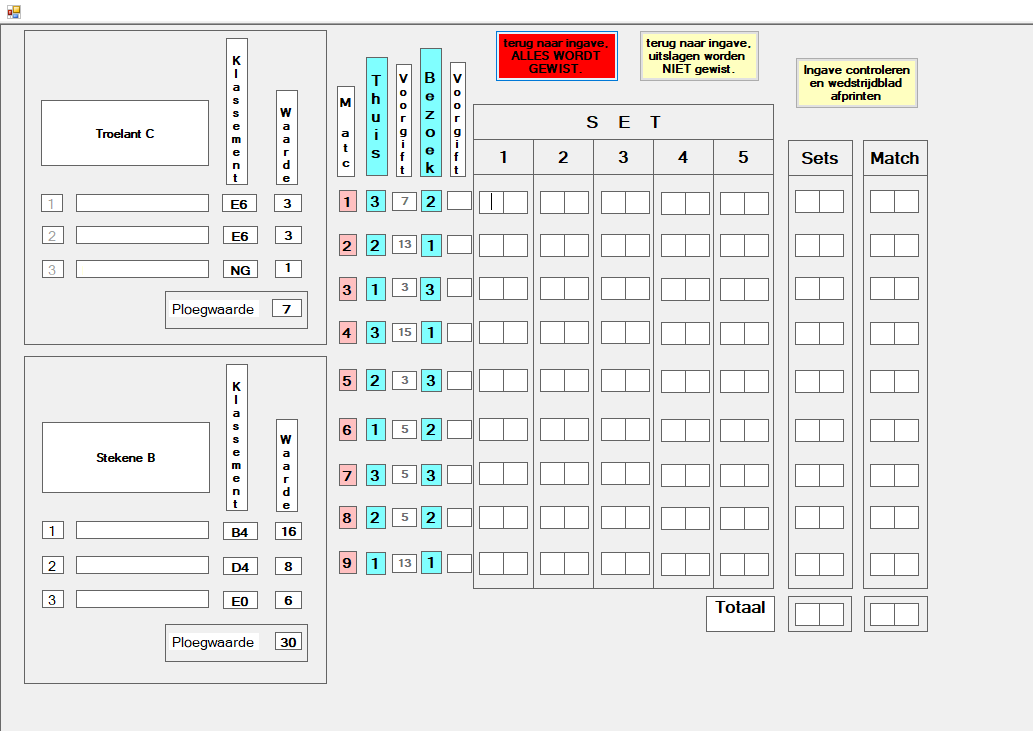 terug naar ingave,
ALLES WORDT
GEWIST.
terug naar ingave,
uitslagen worden
NIET gewist.
Ingave controleren
en wedstrijdblad
afprinten
Klassement
Waarde
Troelant C
1 E6 3
2 E6 3
3 NG 1
Ploegwaarde 7
Klassement
Waarde
Stekene B
1 B4 16
2 D4 8
3 E0 6
Ploegwaarde 30
Matc
Thuis
Voorgift
Bezoek
Voorgift
S E T
1 2 3 4 5 Sets Match
1 3 7 2
2 2 13 1
3 1 3 3
4 3 15 1
5 2 3 3
6 1 5 2
7 3 5 3
8 2 5 2
9 1 13 1
Totaal